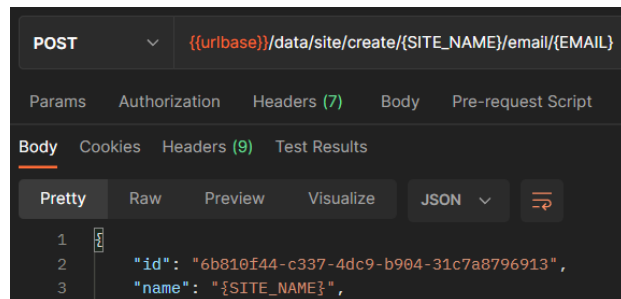 POST {{urlbase}}/data/site/create/{SITE_NAME}/email/{EMAIL}
Params Authorization Headers (7) Body Pre-request Script
Body Cookies Headers (9) Test Results
Pretty Raw Preview Visualize JSON
1 {
2 "id": "6b810f44-c337-4dc9-b904-31c7a8796913",
3 "name": "{SITE_NAME}",